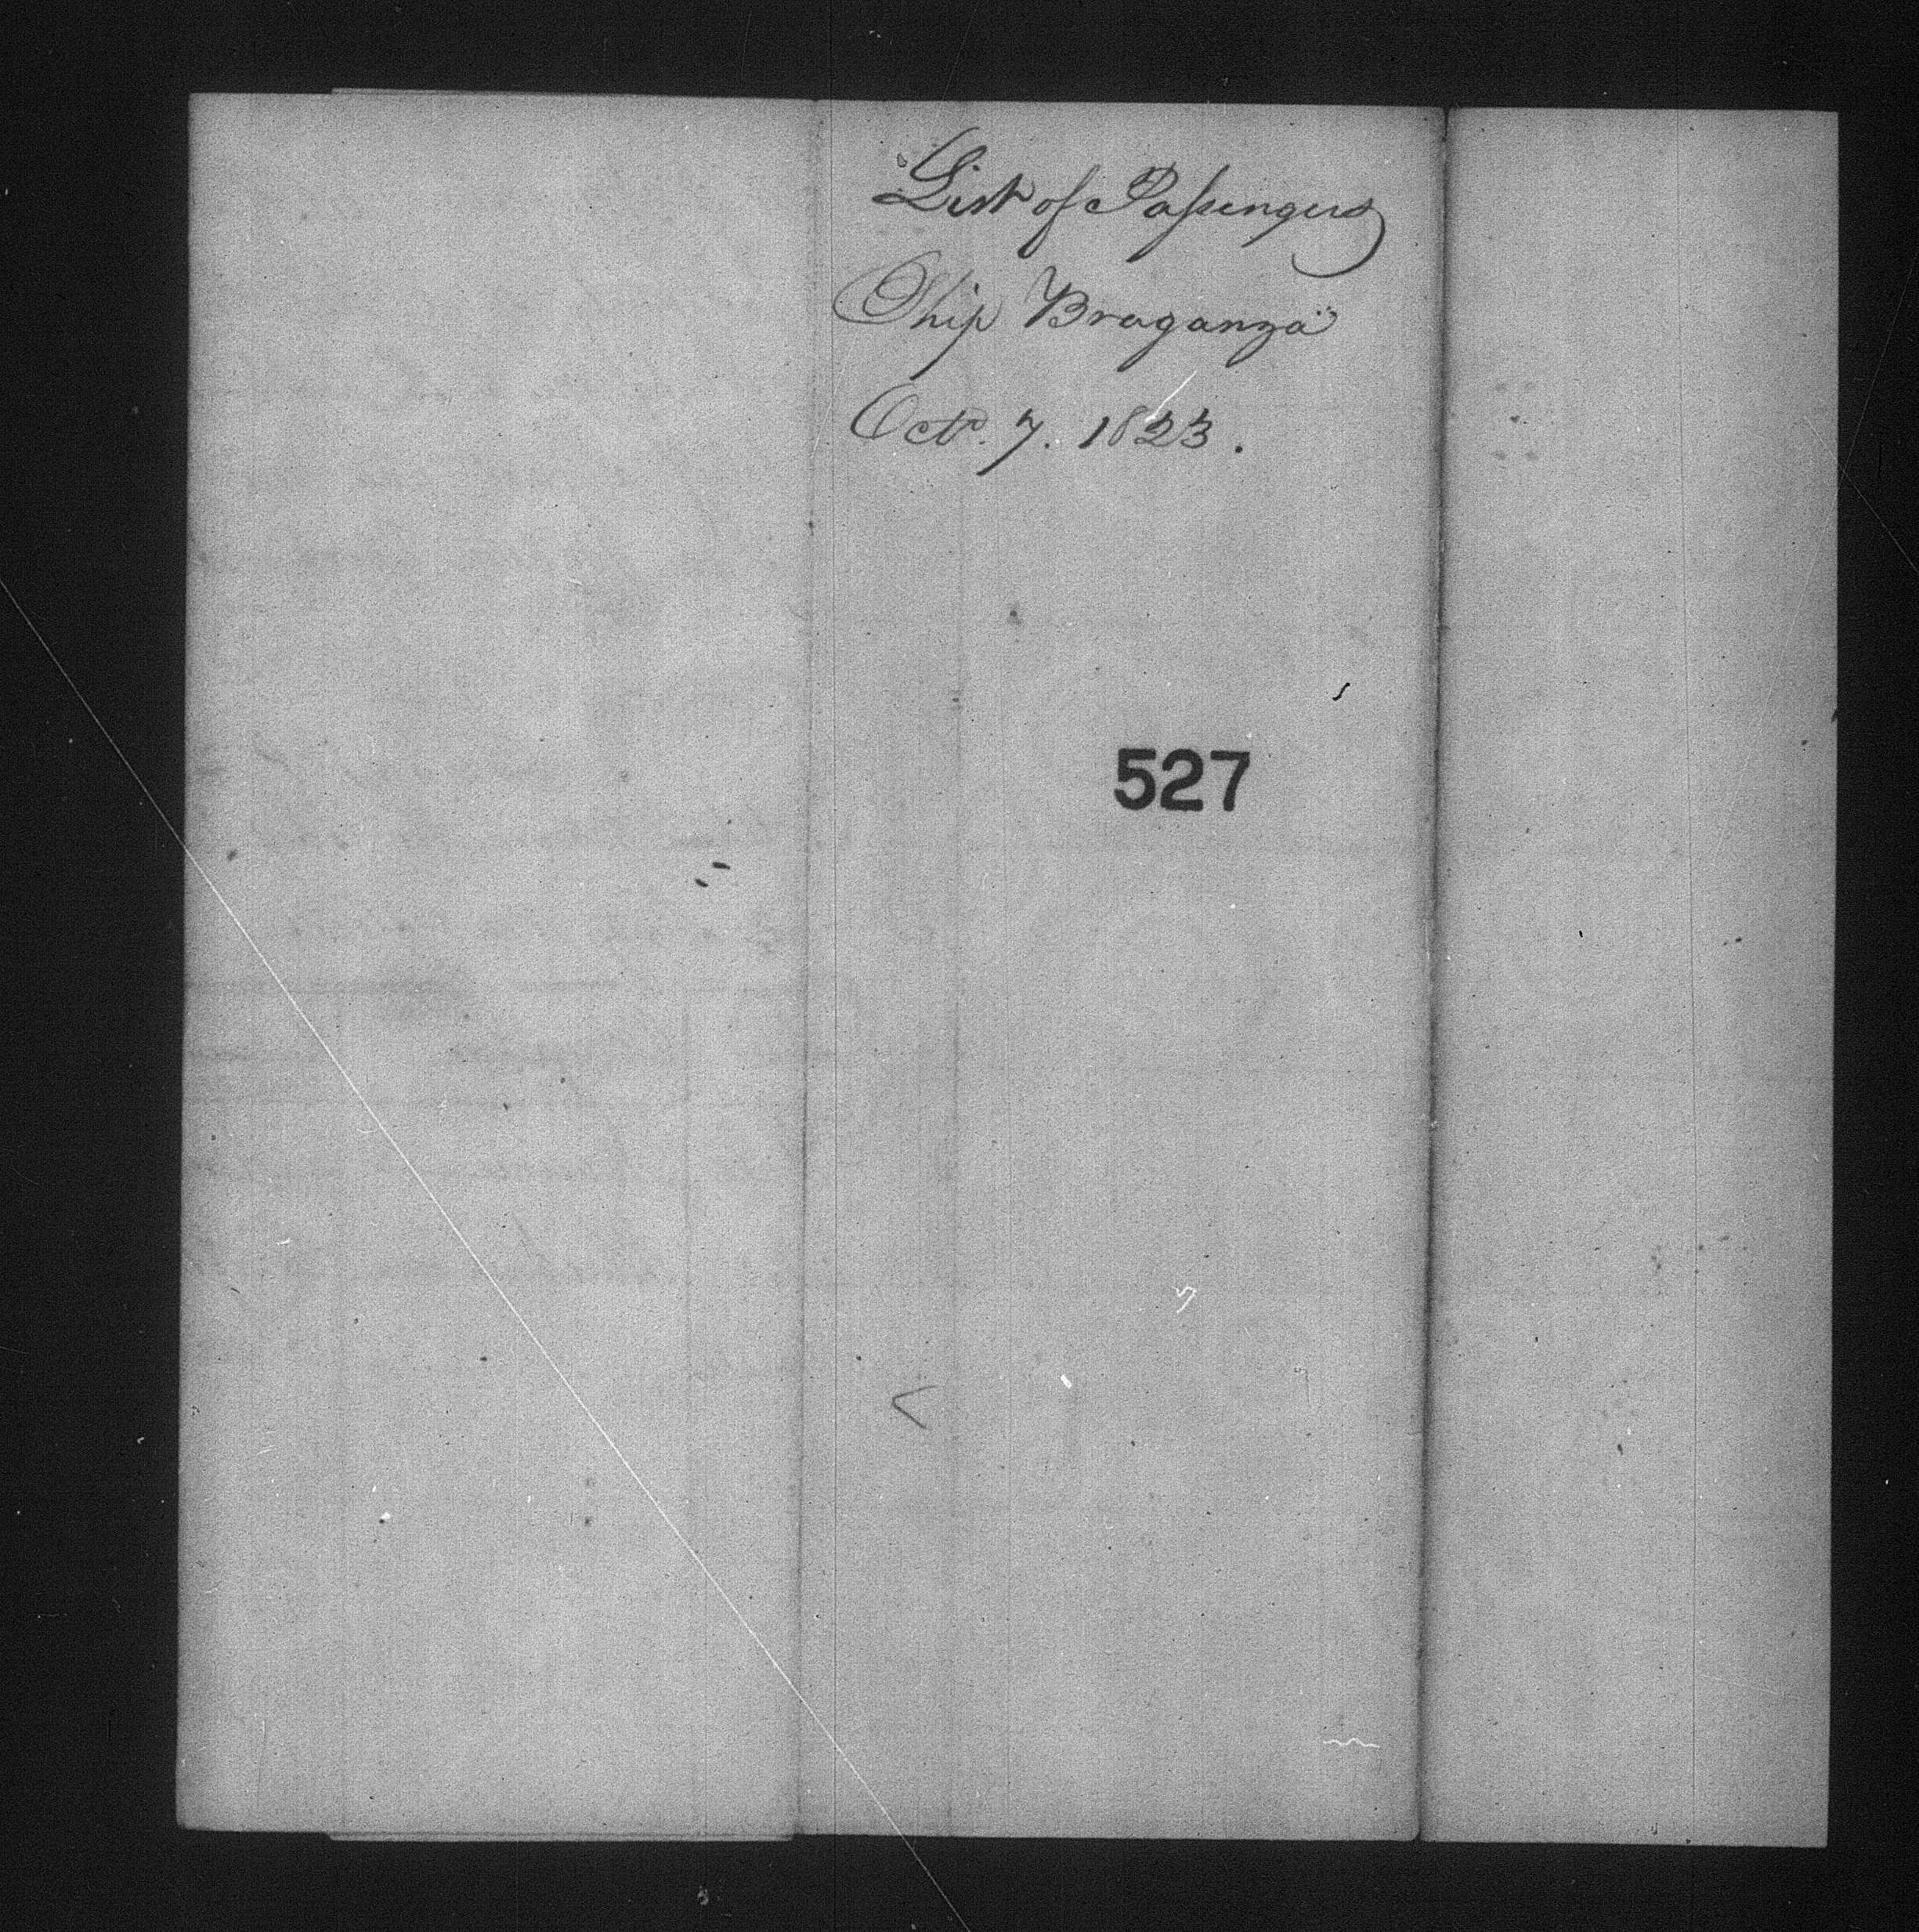 List of Passengers
Ship Braganza
Octr. 7. 1823.
527